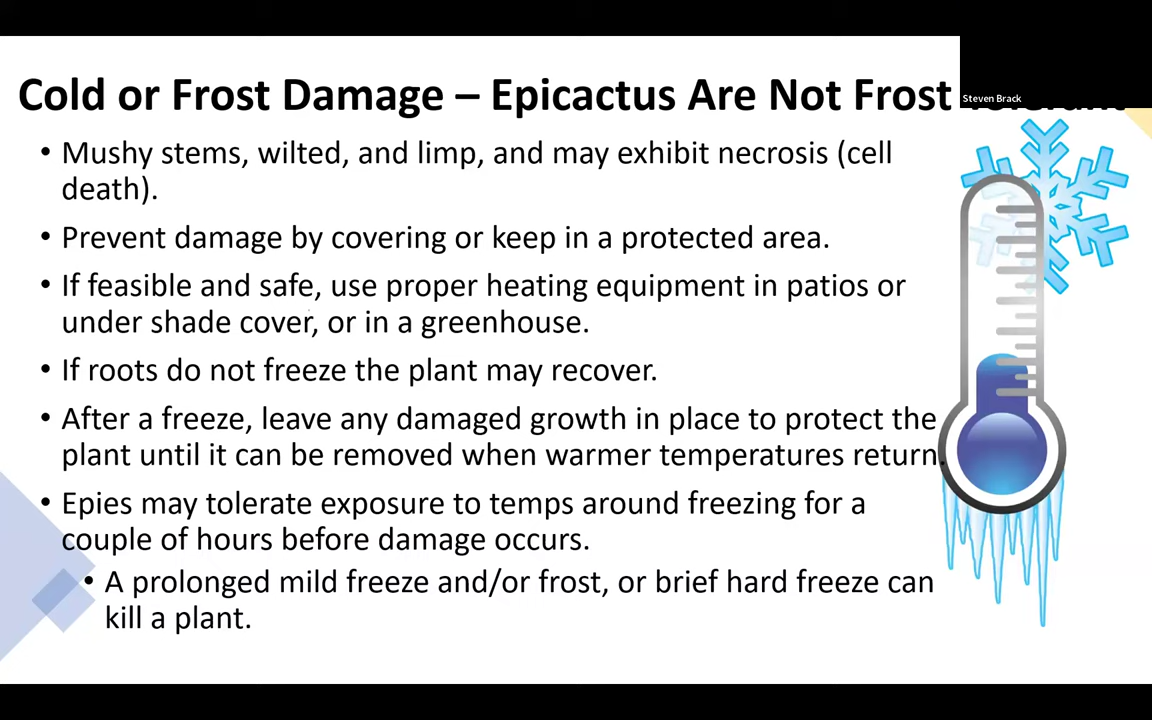 Cold or Frost Damage – Epicactus Are Not Frost
Steven Brack
• Mushy stems, wilted, and limp, and may exhibit necrosis (cell
death).
• Prevent damage by covering or keep in a protected area.
• If feasible and safe, use proper heating equipment in patios or
under shade cover, or in a greenhouse.
• If roots do not freeze the plant may recover.
• After a freeze, leave any damaged growth in place to protect the
plant until it can be removed when warmer temperatures return.
• Epies may tolerate exposure to temps around freezing for a
couple of hours before damage occurs.
• A prolonged mild freeze and/or frost, or brief hard freeze can
kill a plant.